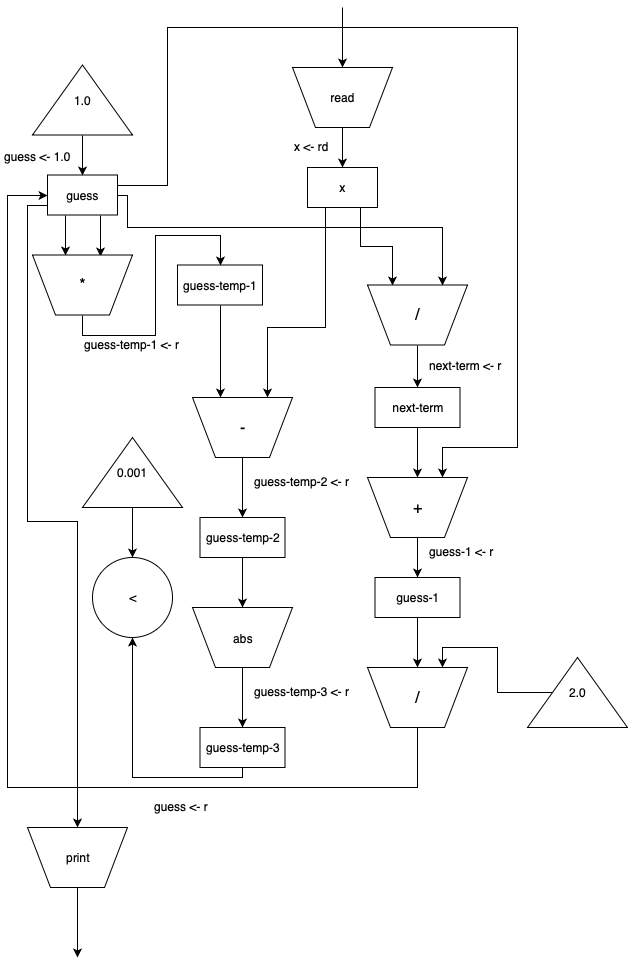 1.0
read
guess <- 1.0
x <- rd
guess
x
*
guess-temp-1
/
guess-temp-1 <- r
next-term <- r
next-term
-
0.001
guess-temp-2 <- r
+
guess-temp-2
guess-1 <- r
<
guess-1
abs
guess-temp-3 <- r
/
2.0
guess-temp-3
guess <- r
print